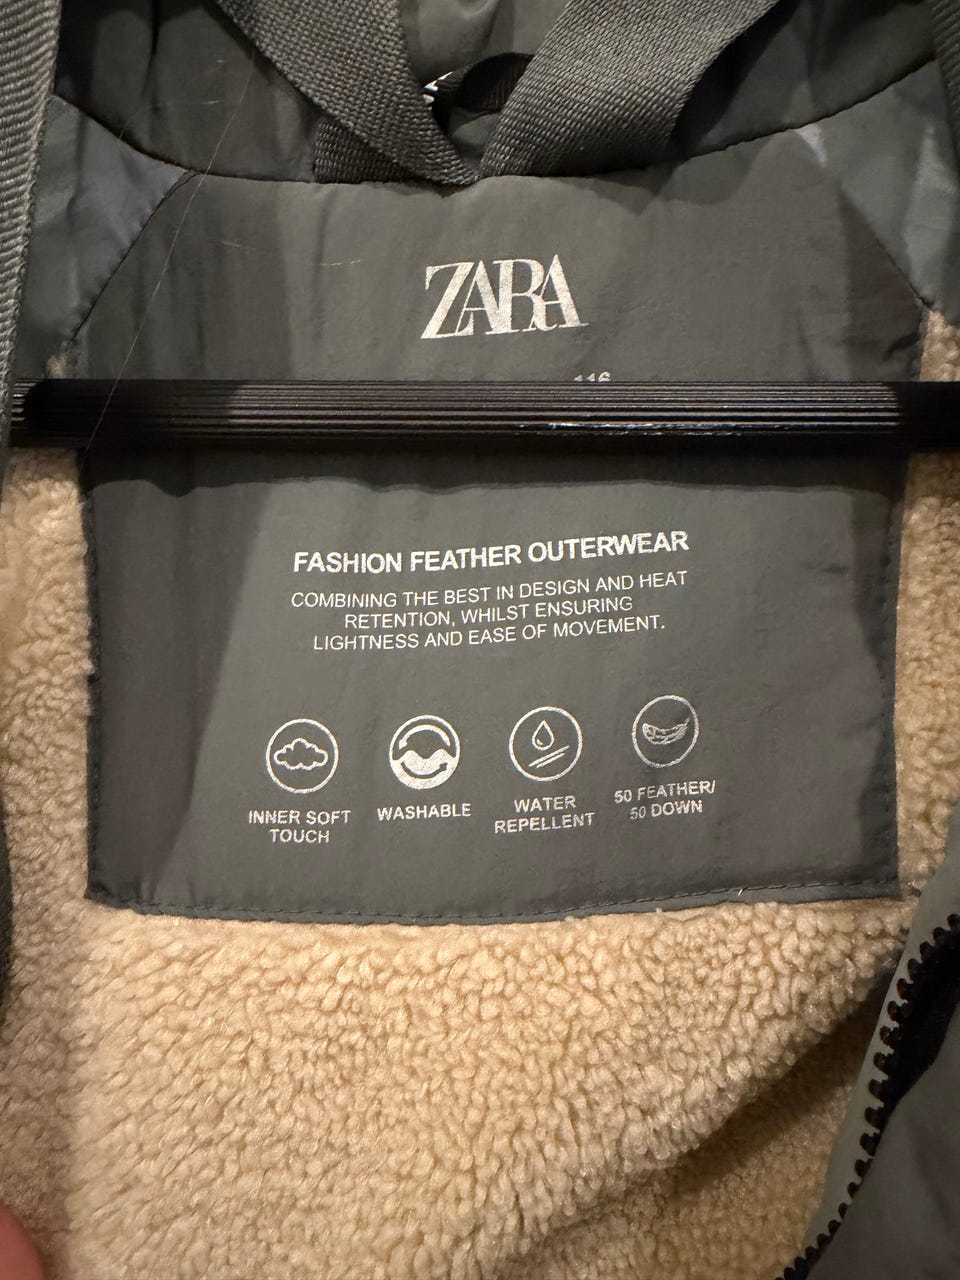 ZARA
116
FASHION FEATHER OUTERWEAR
COMBINING THE BEST IN DESIGN AND HEAT
RETENTION, WHILST ENSURING
LIGHTNESS AND EASE OF MOVEMENT.
INNER SOFT
TOUCH
WASHABLE
WATER
REPELLENT
50 FEATHER/
50 DOWN